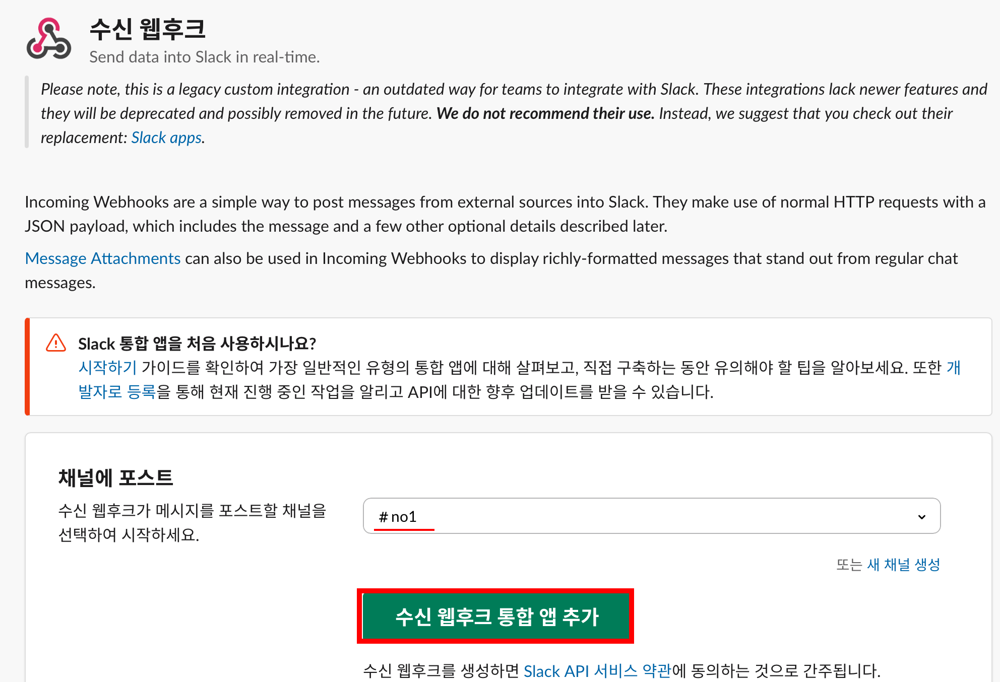 수신 웹후크
Send data into Slack in real-time.
Please note, this is a legacy custom integration - an outdated way for teams to integrate with Slack. These integrations lack newer features and
they will be deprecated and possibly removed in the future. We do not recommend their use. Instead, we suggest that you check out their
replacement: Slack apps.
Incoming Webhooks are a simple way to post messages from external sources into Slack. They make use of normal HTTP requests with a
JSON payload, which includes the message and a few other optional details described later.
Message Attachments can also be used in Incoming Webhooks to display richly-formatted messages that stand out from regular chat
messages.
Slack 통합 앱을 처음 사용하시나요?
시작하기 가이드를 확인하여 가장 일반적인 유형의 통합 앱에 대해 살펴보고, 직접 구축하는 동안 유의해야 할 팁을 알아보세요. 또한 개
발자로 등록을 통해 현재 진행 중인 작업을 알리고 API에 대한 향후 업데이트를 받을 수 있습니다.
채널에 포스트
수신 웹후크가 메시지를 포스트할 채널을
선택하여 시작하세요.
# no1
또는 새 채널 생성
수신 웹후크 통합 앱 추가
수신 웹후크를 생성하면 Slack API 서비스 약관에 동의하는 것으로 간주됩니다.